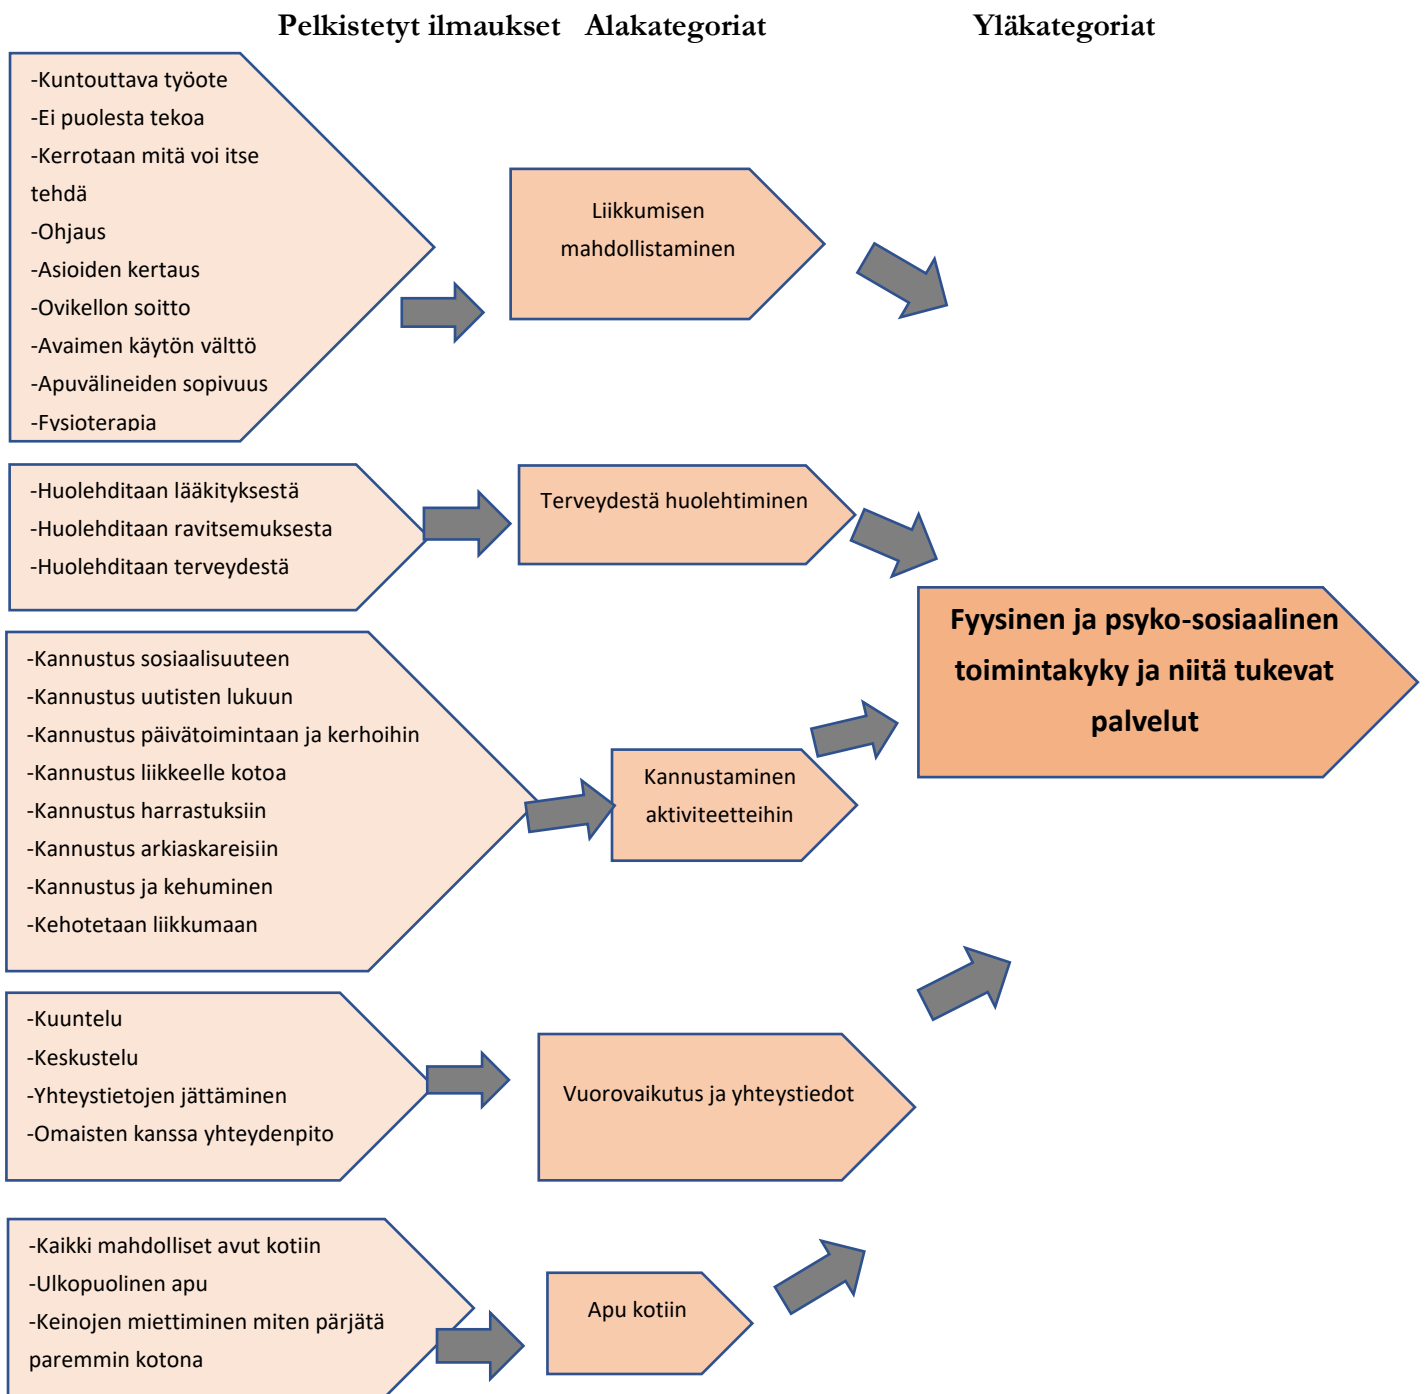 Pelkistetyt ilmaukset Alakategoriat Yläkategoriat
-Kuntouttava työote
-Ei puolesta tekoa
-Kerrotaan mitä voi itse
tehdä
-Ohjaus
-Asioiden kertaus
-Ovikellon soitto
-Avaimen käytön välttö
-Apuvälineiden sopivuus
-Fysioterapia
Liikkumisen
mahdollistaminen
-Huolehditaan lääkityksestä
-Huolehditaan ravitsemuksesta
-Huolehditaan terveydestä
Terveydestä huolehtiminen
-Kannustus sosiaalisuuteen
-Kannustus uutisten lukuun
-Kannustus päivätoimintaan ja kerhoihin
-Kannustus liikkeelle kotoa
-Kannustus harrastuksiin
-Kannustus arkiaskareisiin
-Kannustus ja kehuminen
-Kehotetaan liikkumaan
Kannustaminen
aktiviteetteihin
Fyysinen ja psyko-sosiaalinen
toimintakyky ja niitä tukevat
palvelut
-Kuuntelu
-Keskustelu
-Yhteystietojen jättäminen
-Omaisten kanssa yhteydenpito
Vuorovaikutus ja yhteystiedot
-Kaikki mahdolliset avut kotiin
-Ulkopuolinen apu
-Keinojen miettiminen miten pärjätä
paremmin kotona
Apu kotiin